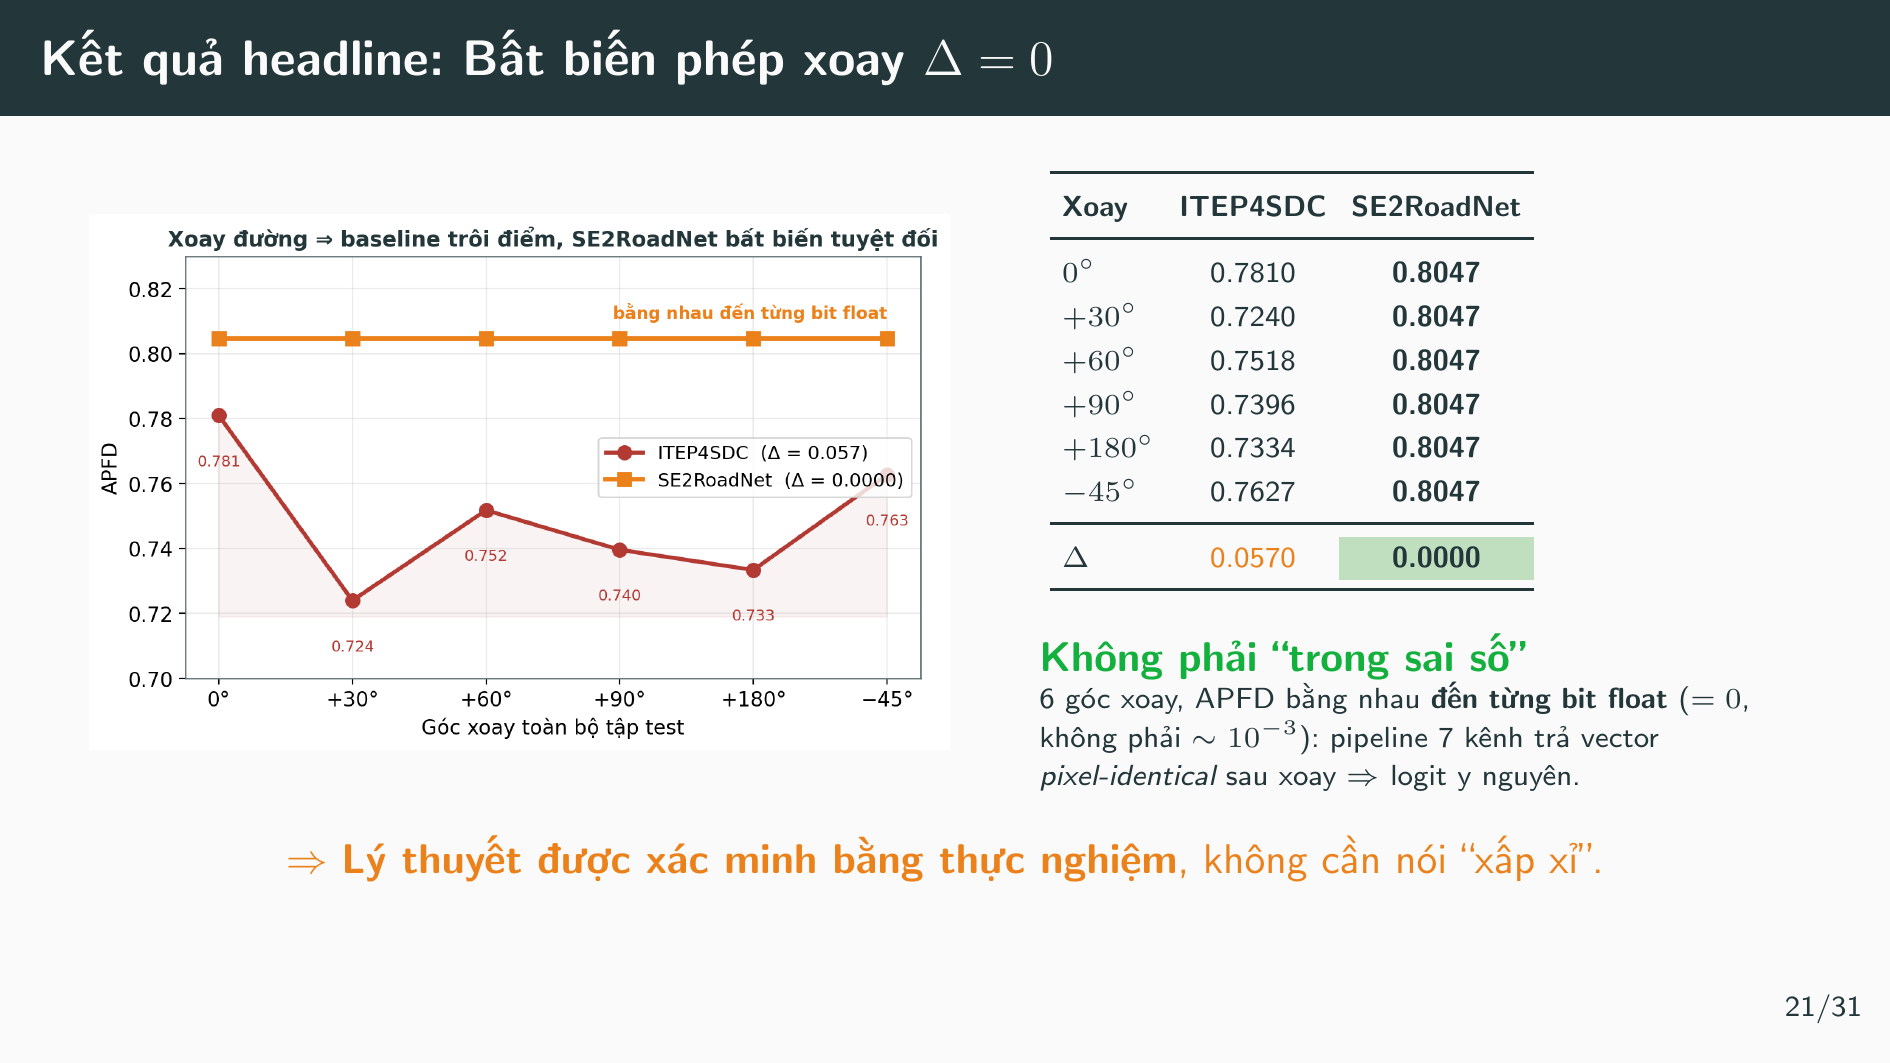 Kết quả headline: Bất biến phép xoay Δ = 0
Xoay đường ⇒ baseline trôi điểm, SE2RoadNet bất biến tuyệt đối
bằng nhau đến từng bit float
ITEP4SDC (Δ = 0.057)
SE2RoadNet (Δ = 0.0000)
APFD
0.82
0.80
0.78
0.76
0.74
0.72
0.70
0.781
0.724
0.752
0.740
0.733
0.763
0° +30° +60° +90° +180° −45°
Góc xoay toàn bộ tập test
Xoay ITEP4SDC SE2RoadNet
0° 0.7810 0.8047
+30° 0.7240 0.8047
+60° 0.7518 0.8047
+90° 0.7396 0.8047
+180° 0.7334 0.8047
−45° 0.7627 0.8047
Δ 0.0570 0.0000
Không phải “trong sai số”
6 góc xoay, APFD bằng nhau đến từng bit float (= 0,
không phải ∼ 10⁻³): pipeline 7 kênh trả vector
pixel-identical sau xoay ⇒ logit y nguyên.
⇒ Lý thuyết được xác minh bằng thực nghiệm, không cần nói “xấp xỉ”.
21/31